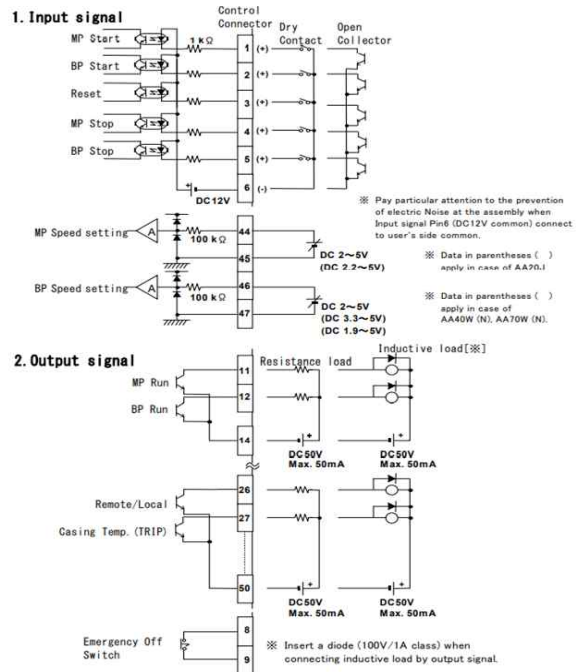 1. Input signal
Control
Connector
Dry
Contact
Open
Collector
MP Start
1 kΩ
1 (+)
BP Start
2 (+)
Reset
3 (+)
MP Stop
4 (+)
BP Stop
5 (+)
6 (-)
+
DC12V
※ Pay particular attention to the prevention
of electric Noise at the assembly when
Input signal Pin6 (DC12V common) connect
to user's side common.
MP Speed setting
A
100 kΩ
44
45
DC 2～5V
(DC 2.2～5V)
※ Data in parentheses ( )
apply in case of AA20J
BP Speed setting
A
100 kΩ
46
47
DC 2～5V
(DC 3.3～5V)
(DC 1.9～5V)
※ Data in parentheses ( )
apply in case of
AA40W (N), AA70W (N).
2. Output signal
Resistance load
Inductive load[※]
MP Run
11
BP Run
12
14
+
+
DC50V
Max. 50mA
DC50V
Max. 50mA
26
Remote/Local
27
Casing Temp. (TRIP)
50
+
+
DC50V
Max. 50mA
DC50V
Max. 50mA
Emergency Off
Switch
8
9
※ Insert a diode (100V/1A class) when
connecting inductive load by output signal.